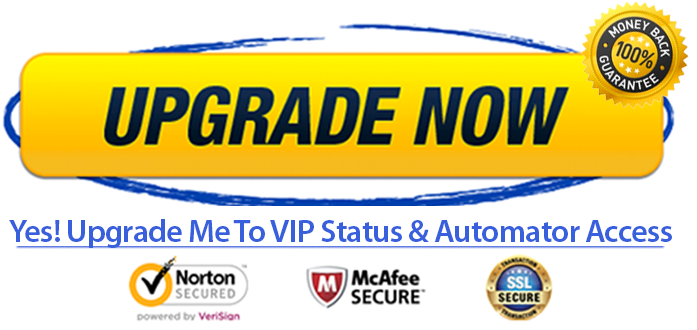 MONEY BACK
100%
GUARANTEE
UPGRADE NOW
Yes! Upgrade Me To VIP Status & Automator Access
Norton
SECURED
powered by VeriSign
McAfee
SECURE™
TRANSACTION
SSL
SECURE
TRANSACTION